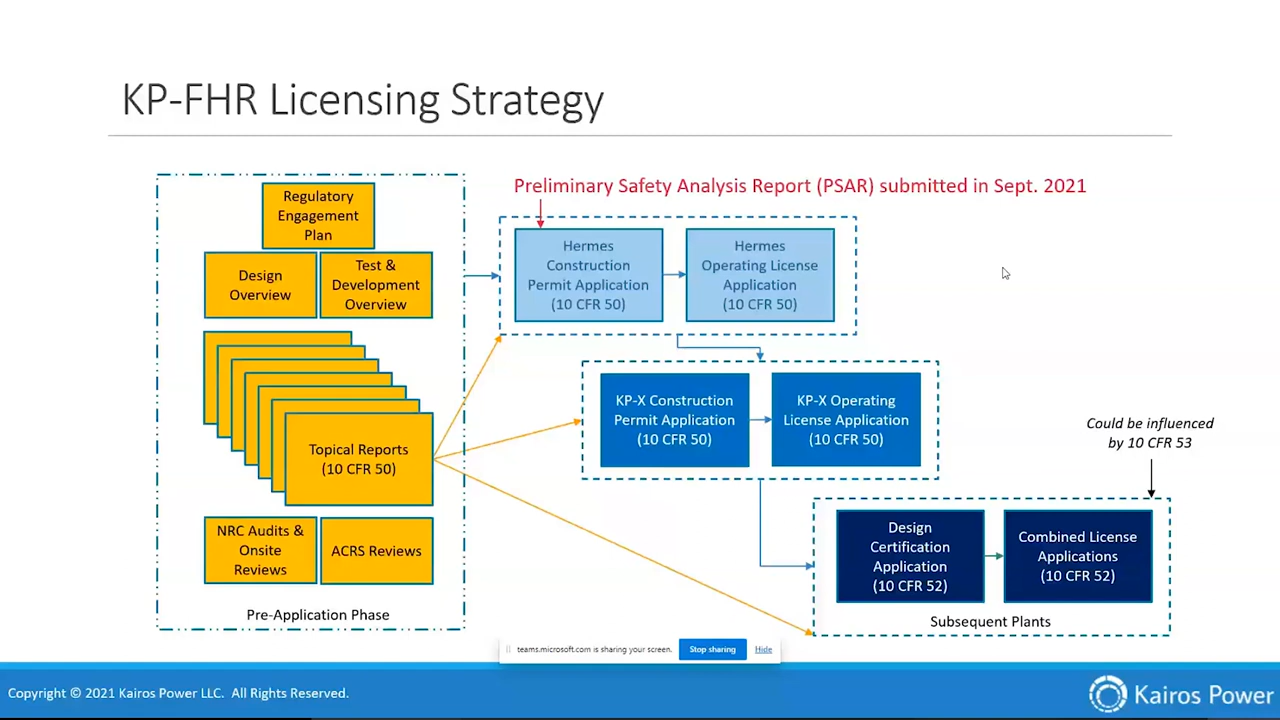 KP-FHR Licensing Strategy
Regulatory
Engagement
Plan
Design
Overview
Test &
Development
Overview
Topical Reports
(10 CFR 50)
NRC Audits &
Onsite
Reviews
ACRS Reviews
Pre-Application Phase
Preliminary Safety Analysis Report (PSAR) submitted in Sept. 2021
Hermes
Construction
Permit Application
(10 CFR 50)
Hermes
Operating License
Application
(10 CFR 50)
KP-X Construction
Permit Application
(10 CFR 50)
KP-X Operating
License Application
(10 CFR 50)
Could be influenced
by 10 CFR 53
Design
Certification
Application
(10 CFR 52)
Combined License
Applications
(10 CFR 52)
Subsequent Plants
teams.microsoft.com is sharing your screen.
Stop sharing
Hide
Copyright © 2021 Kairos Power LLC. All Rights Reserved.
Kairos Power